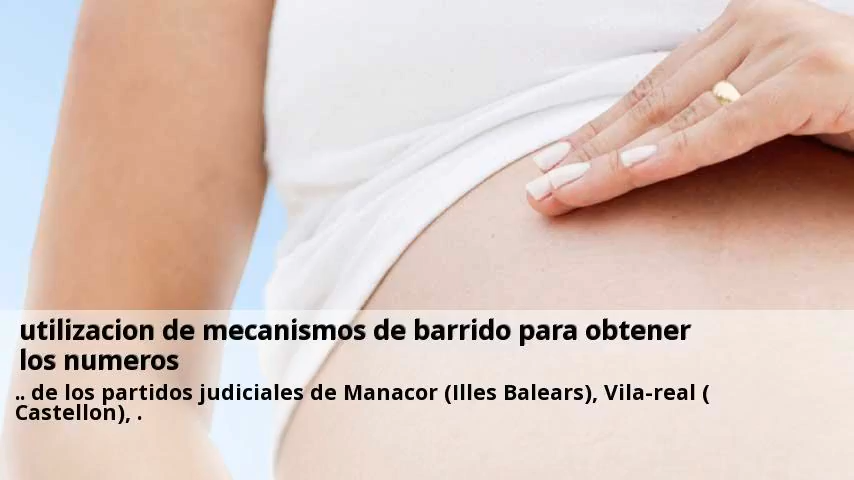 utilizacion de mecanismos de barrido para obtener
los numeros
.. de los partidos judiciales de Manacor (Illes Balears), Vila-real (
Castellon), .